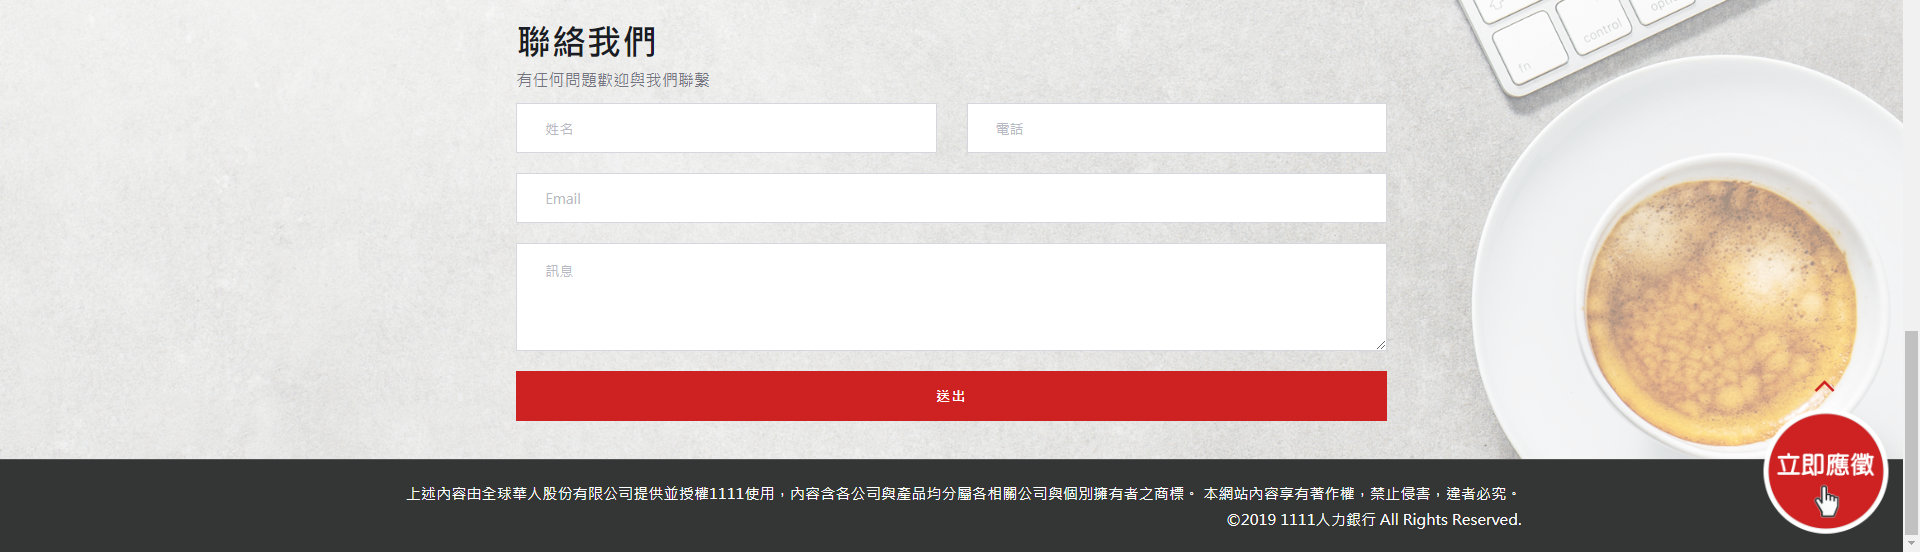 聯絡我們
有任何問題歡迎與我們聯繫
姓名
電話
Email
訊息
送出
fn
control
option
立即應徵
上述內容由全球華人股份有限公司提供並授權1111使用，內容含各公司與產品均分屬各相關公司與個別擁有者之商標。 本網站內容享有著作權，禁止侵害，違者必究。
©2019 1111人力銀行 All Rights Reserved.